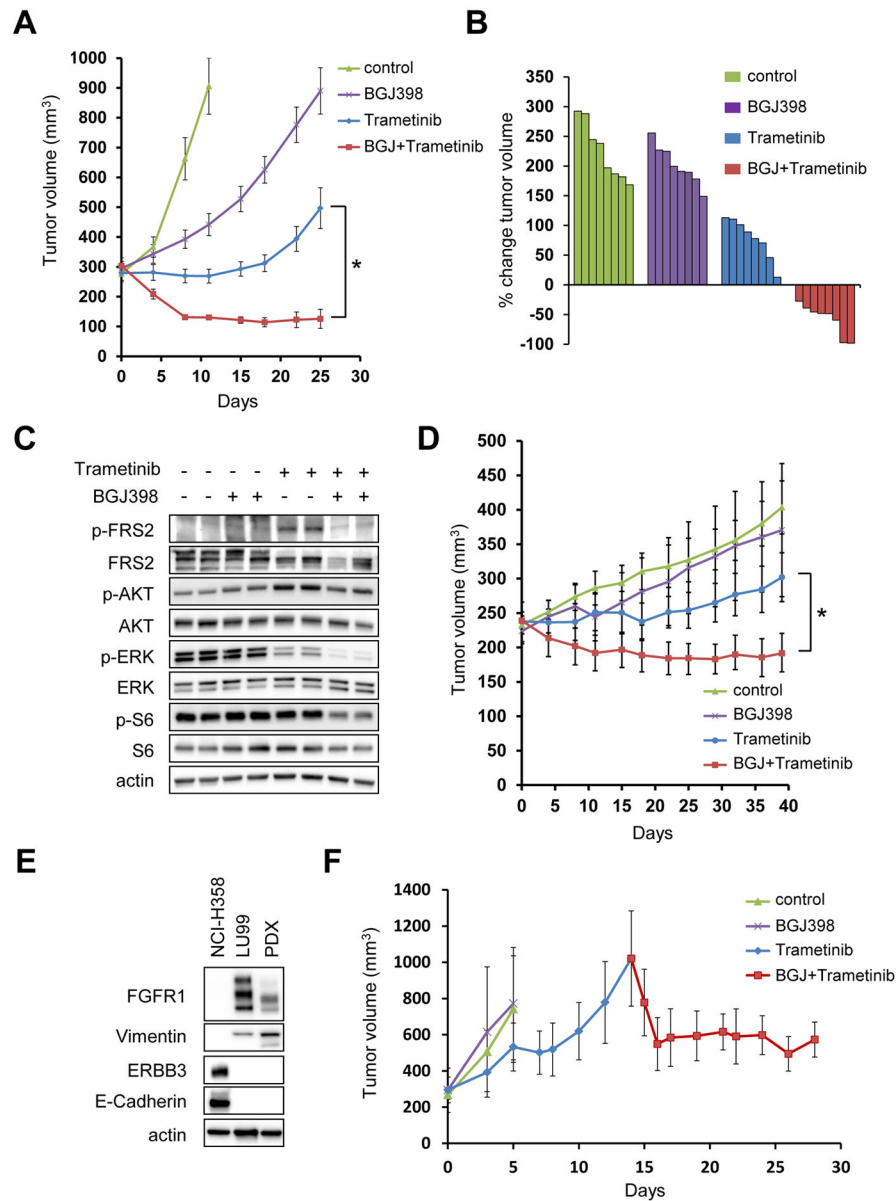 A
1000
900
800
700
600
500
400
300
200
100
0
Tumor volume (mm³)
0 5 10 15 20 25 30
Days
control
BGJ398
Trametinib
BGJ+Trametinib
*
B
350
300
250
200
150
100
50
0
-50
-100
% change tumor volume
control
BGJ398
Trametinib
BGJ+Trametinib
C
Trametinib - - - - + + + +
BGJ398 - - + + - - + +
p-FRS2
FRS2
p-AKT
AKT
p-ERK
ERK
p-S6
S6
actin
D
500
450
400
350
300
250
200
150
100
50
0
Tumor volume (mm³)
0 5 10 15 20 25 30 35 40
Days
*
control
BGJ398
Trametinib
BGJ+Trametinib
E
NCI-H358
LU99
PDX
FGFR1
Vimentin
ERBB3
E-Cadherin
actin
F
1400
1200
1000
800
600
400
200
0
Tumor volume (mm³)
0 5 10 15 20 25 30
Days
control
BGJ398
Trametinib
BGJ+Trametinib